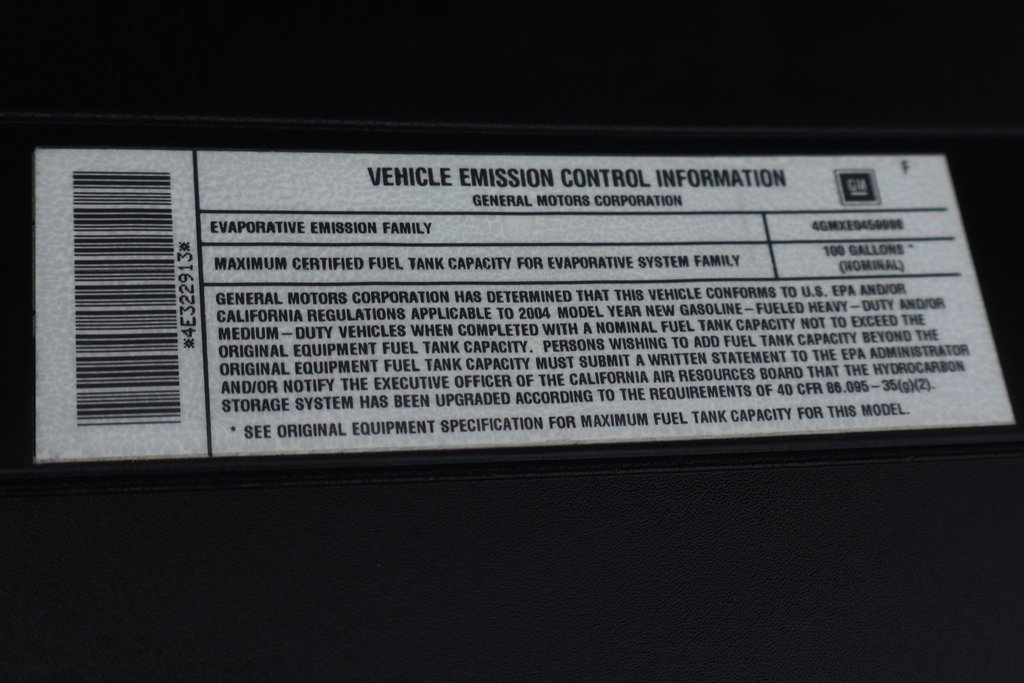 VEHICLE EMISSION CONTROL INFORMATION
GENERAL MOTORS CORPORATION
GM
F
EVAPORATIVE EMISSION FAMILY
MAXIMUM CERTIFIED FUEL TANK CAPACITY FOR EVAPORATIVE SYSTEM FAMILY
100 GALLONS *
(NOMINAL)
GENERAL MOTORS CORPORATION HAS DETERMINED THAT THIS VEHICLE CONFORMS TO U.S. EPA AND/OR
CALIFORNIA REGULATIONS APPLICABLE TO 2004 MODEL YEAR NEW GASOLINE-FUELED HEAVY-DUTY AND/OR
MEDIUM-DUTY VEHICLES WHEN COMPLETED WITH A NOMINAL FUEL TANK CAPACITY NOT TO EXCEED THE
ORIGINAL EQUIPMENT FUEL TANK CAPACITY. PERSONS WISHING TO ADD FUEL TANK CAPACITY BEYOND THE
ORIGINAL EQUIPMENT FUEL TANK CAPACITY MUST SUBMIT A WRITTEN STATEMENT TO THE EPA ADMINISTRATOR
AND/OR NOTIFY THE EXECUTIVE OFFICER OF THE CALIFORNIA AIR RESOURCES BOARD THAT THE HYDROCARBON
STORAGE SYSTEM HAS BEEN UPGRADED ACCORDING TO THE REQUIREMENTS OF 40 CFR 86.095-35(g)(2).
* SEE ORIGINAL EQUIPMENT SPECIFICATION FOR MAXIMUM FUEL TANK CAPACITY FOR THIS MODEL.
*4E322913*